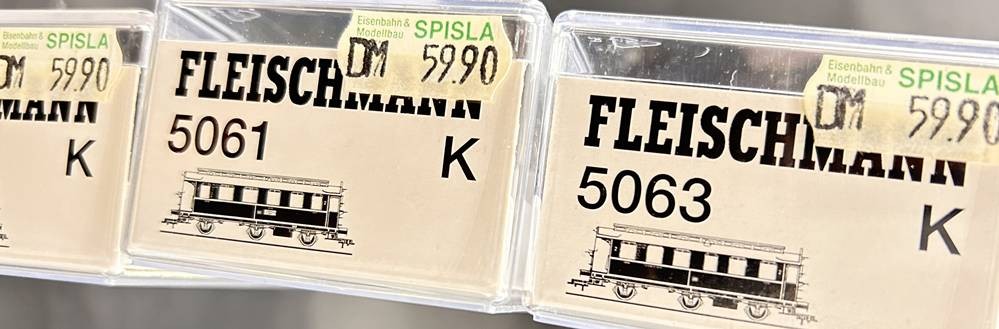 Eisenbahn &
Modellbau SPISLA
DM 59.90
K
Eisenbahn &
Modellbau SPISLA
DM 59.90
FLEISCHMANN
5061
K
Eisenbahn &
Modellbau SPISLA
DM 59.90
FLEISCHMANN
5063
K